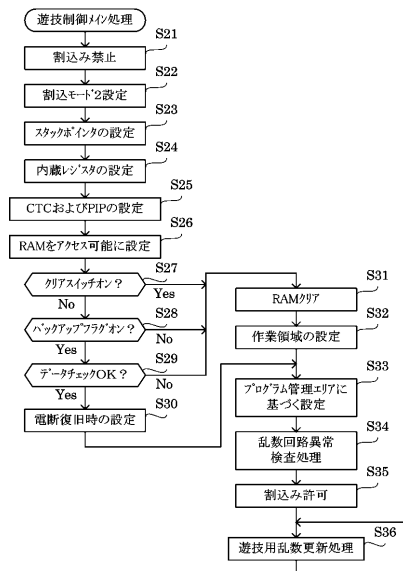 遊技制御メイン処理
S21
割込み禁止
S22
割込モード2設定
S23
スタックポインタの設定
S24
内蔵レジスタの設定
S25
CTCおよびPIPの設定
S26
RAMをアクセス可能に設定
S27
クリアスイッチオン?
Yes
No
S28
バックアップフラグオン?
No
Yes
S29
データチェックOK?
No
Yes
S30
電断復旧時の設定
S31
RAMクリア
S32
作業領域の設定
S33
プログラム管理エリアに
基づく設定
S34
乱数回路異常
検査処理
S35
割込み許可
S36
遊技用乱数更新処理